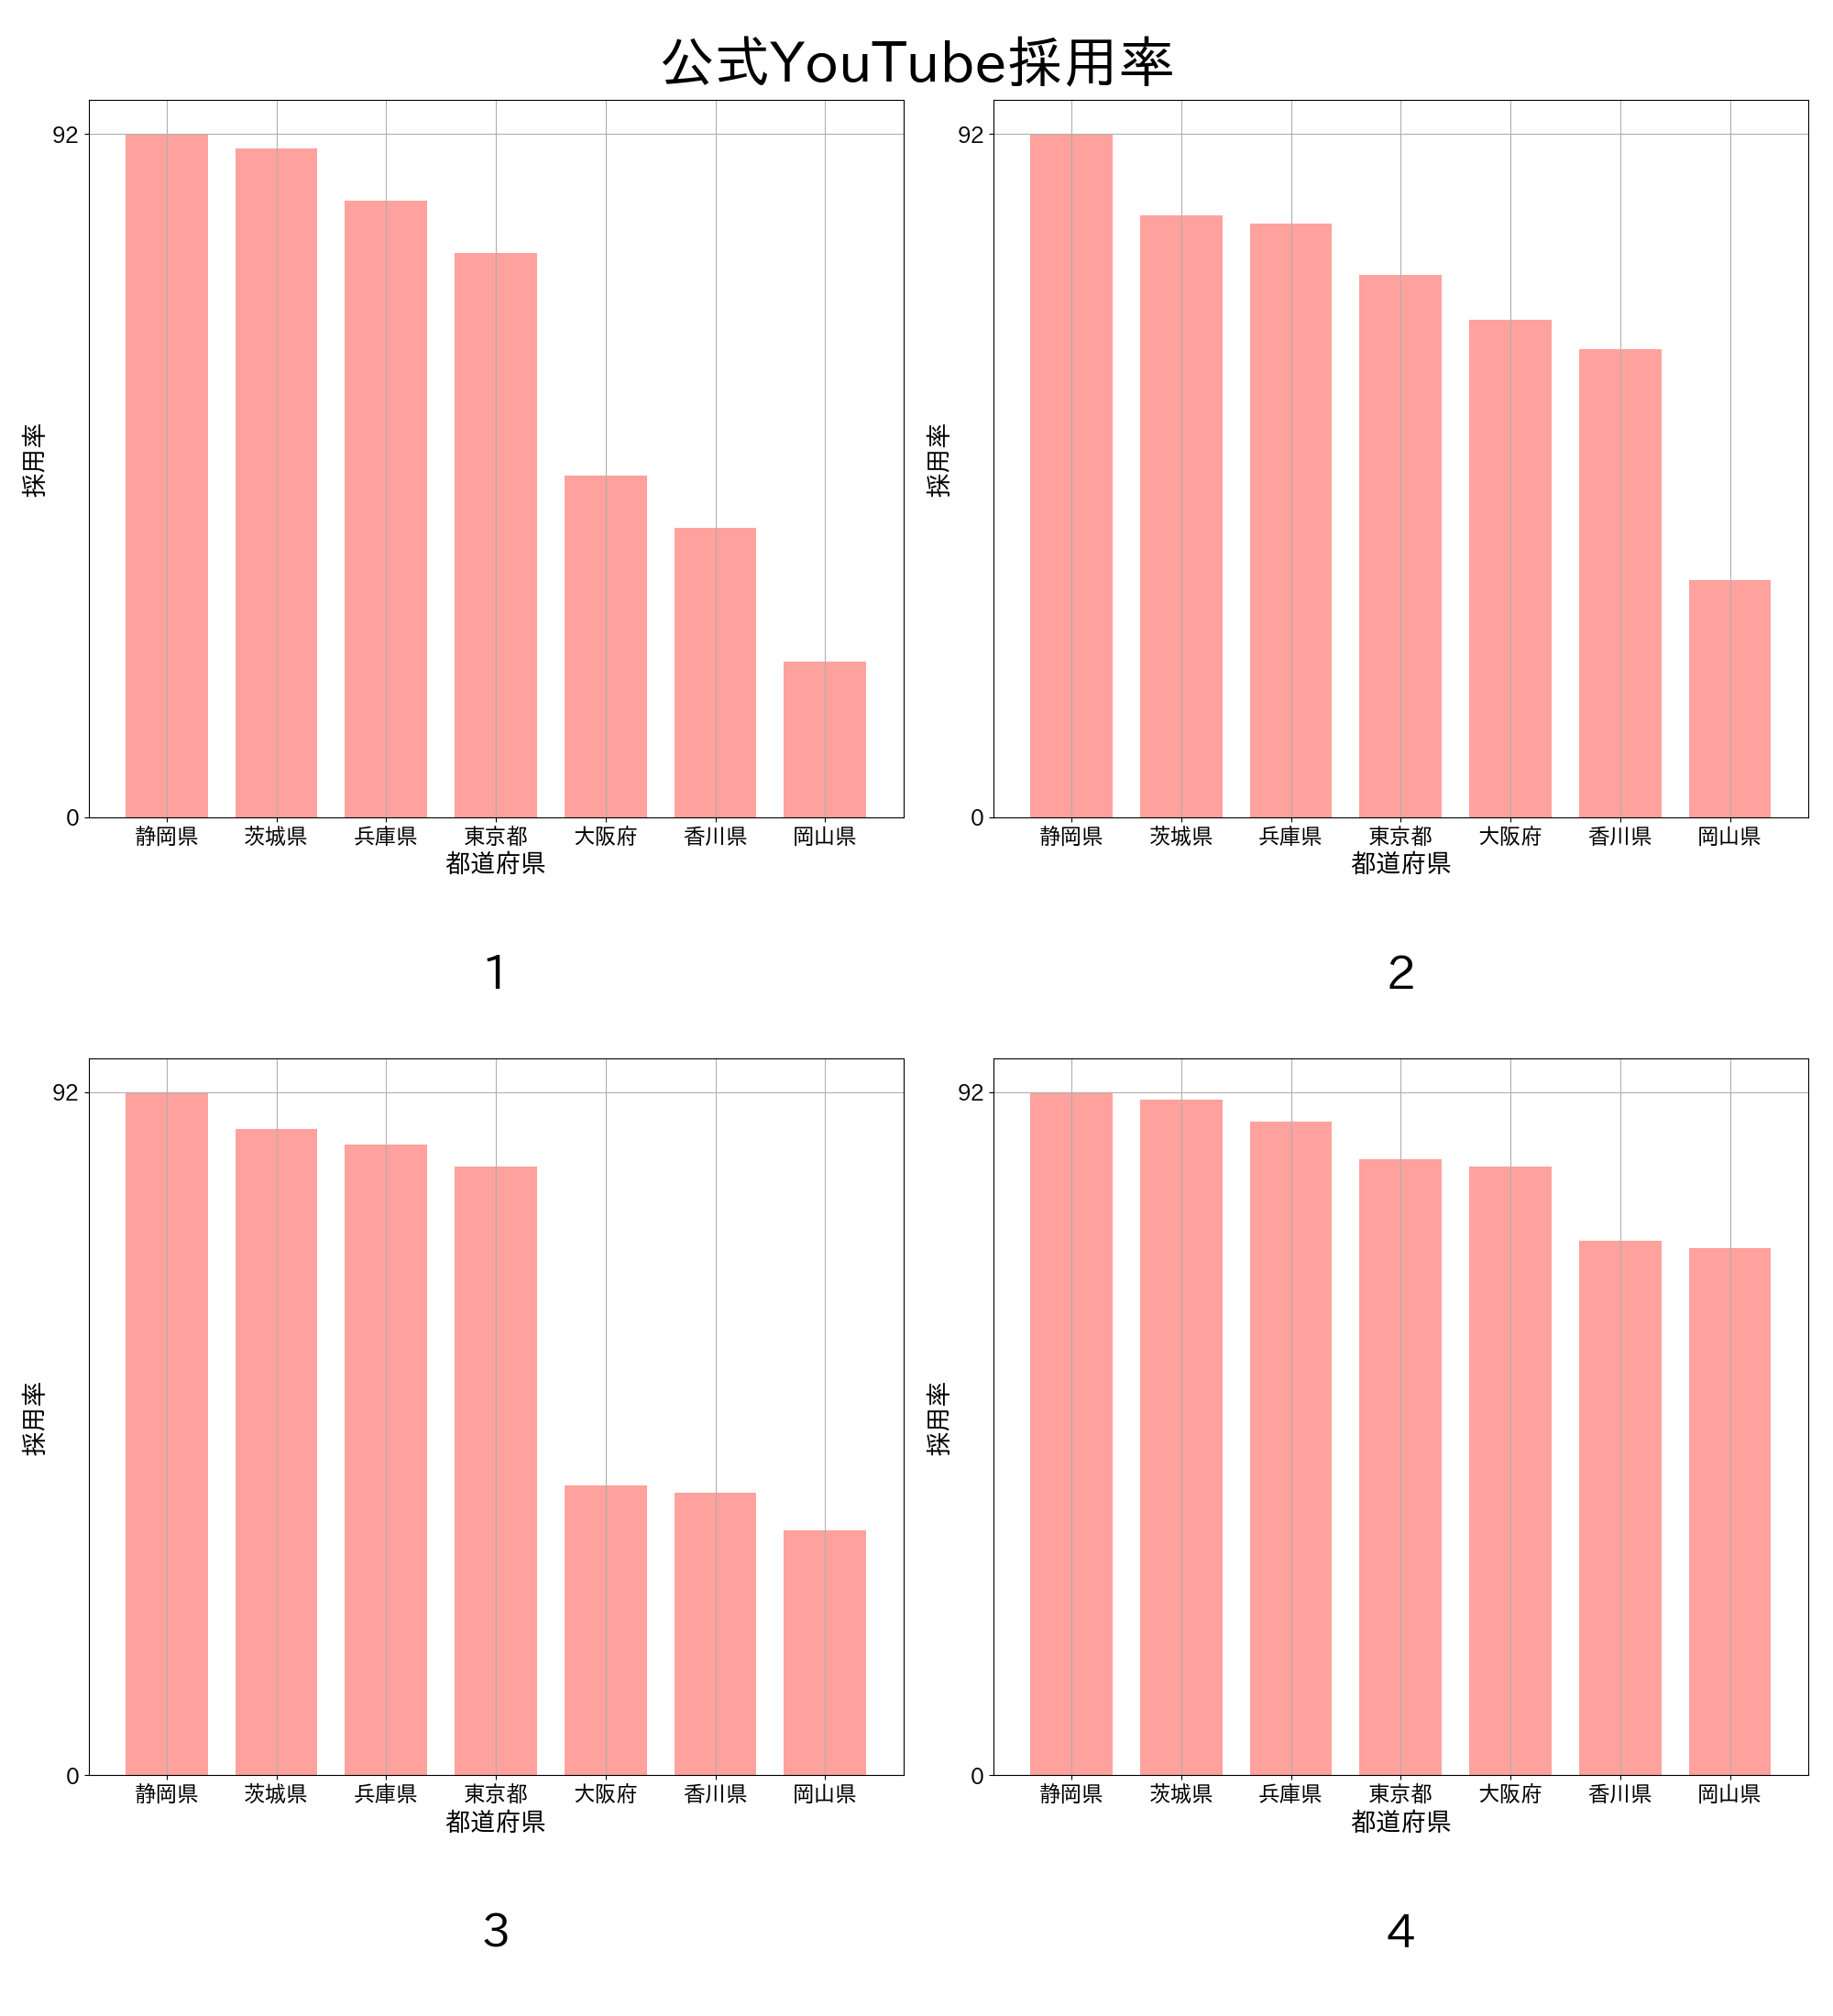 公式YouTube採用率
92
0
採用率
静岡県 茨城県 兵庫県 東京都 大阪府 香川県 岡山県
都道府県
1
92
0
採用率
静岡県 茨城県 兵庫県 東京都 大阪府 香川県 岡山県
都道府県
2
92
0
採用率
静岡県 茨城県 兵庫県 東京都 大阪府 香川県 岡山県
都道府県
3
92
0
採用率
静岡県 茨城県 兵庫県 東京都 大阪府 香川県 岡山県
都道府県
4